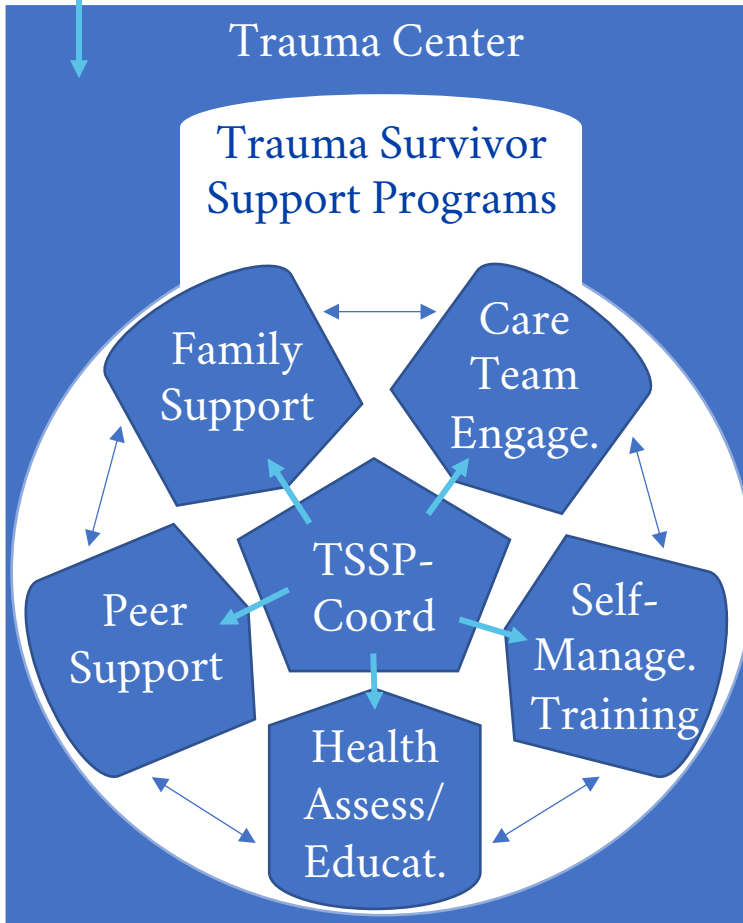 Trauma Center
Trauma Survivor
Support Programs
Family
Support
Care
Team
Engage.
TSSP-
Coord
Peer
Support
Self-
Manage.
Training
Health
Assess/
Educat.